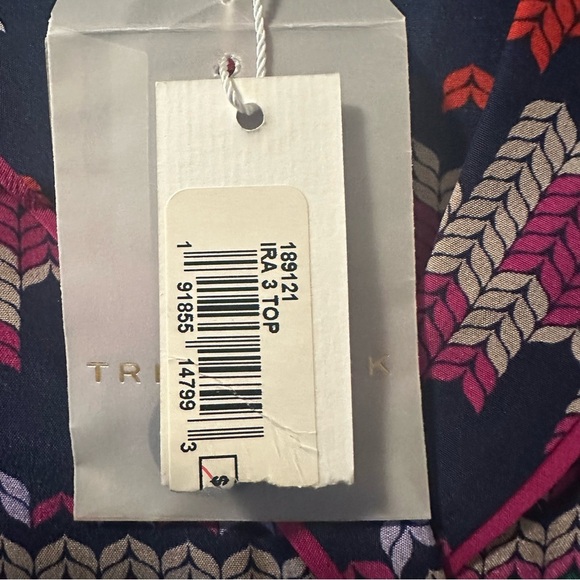 TRI K
189121
IRA 3 TOP
1 91855 14799 3
$